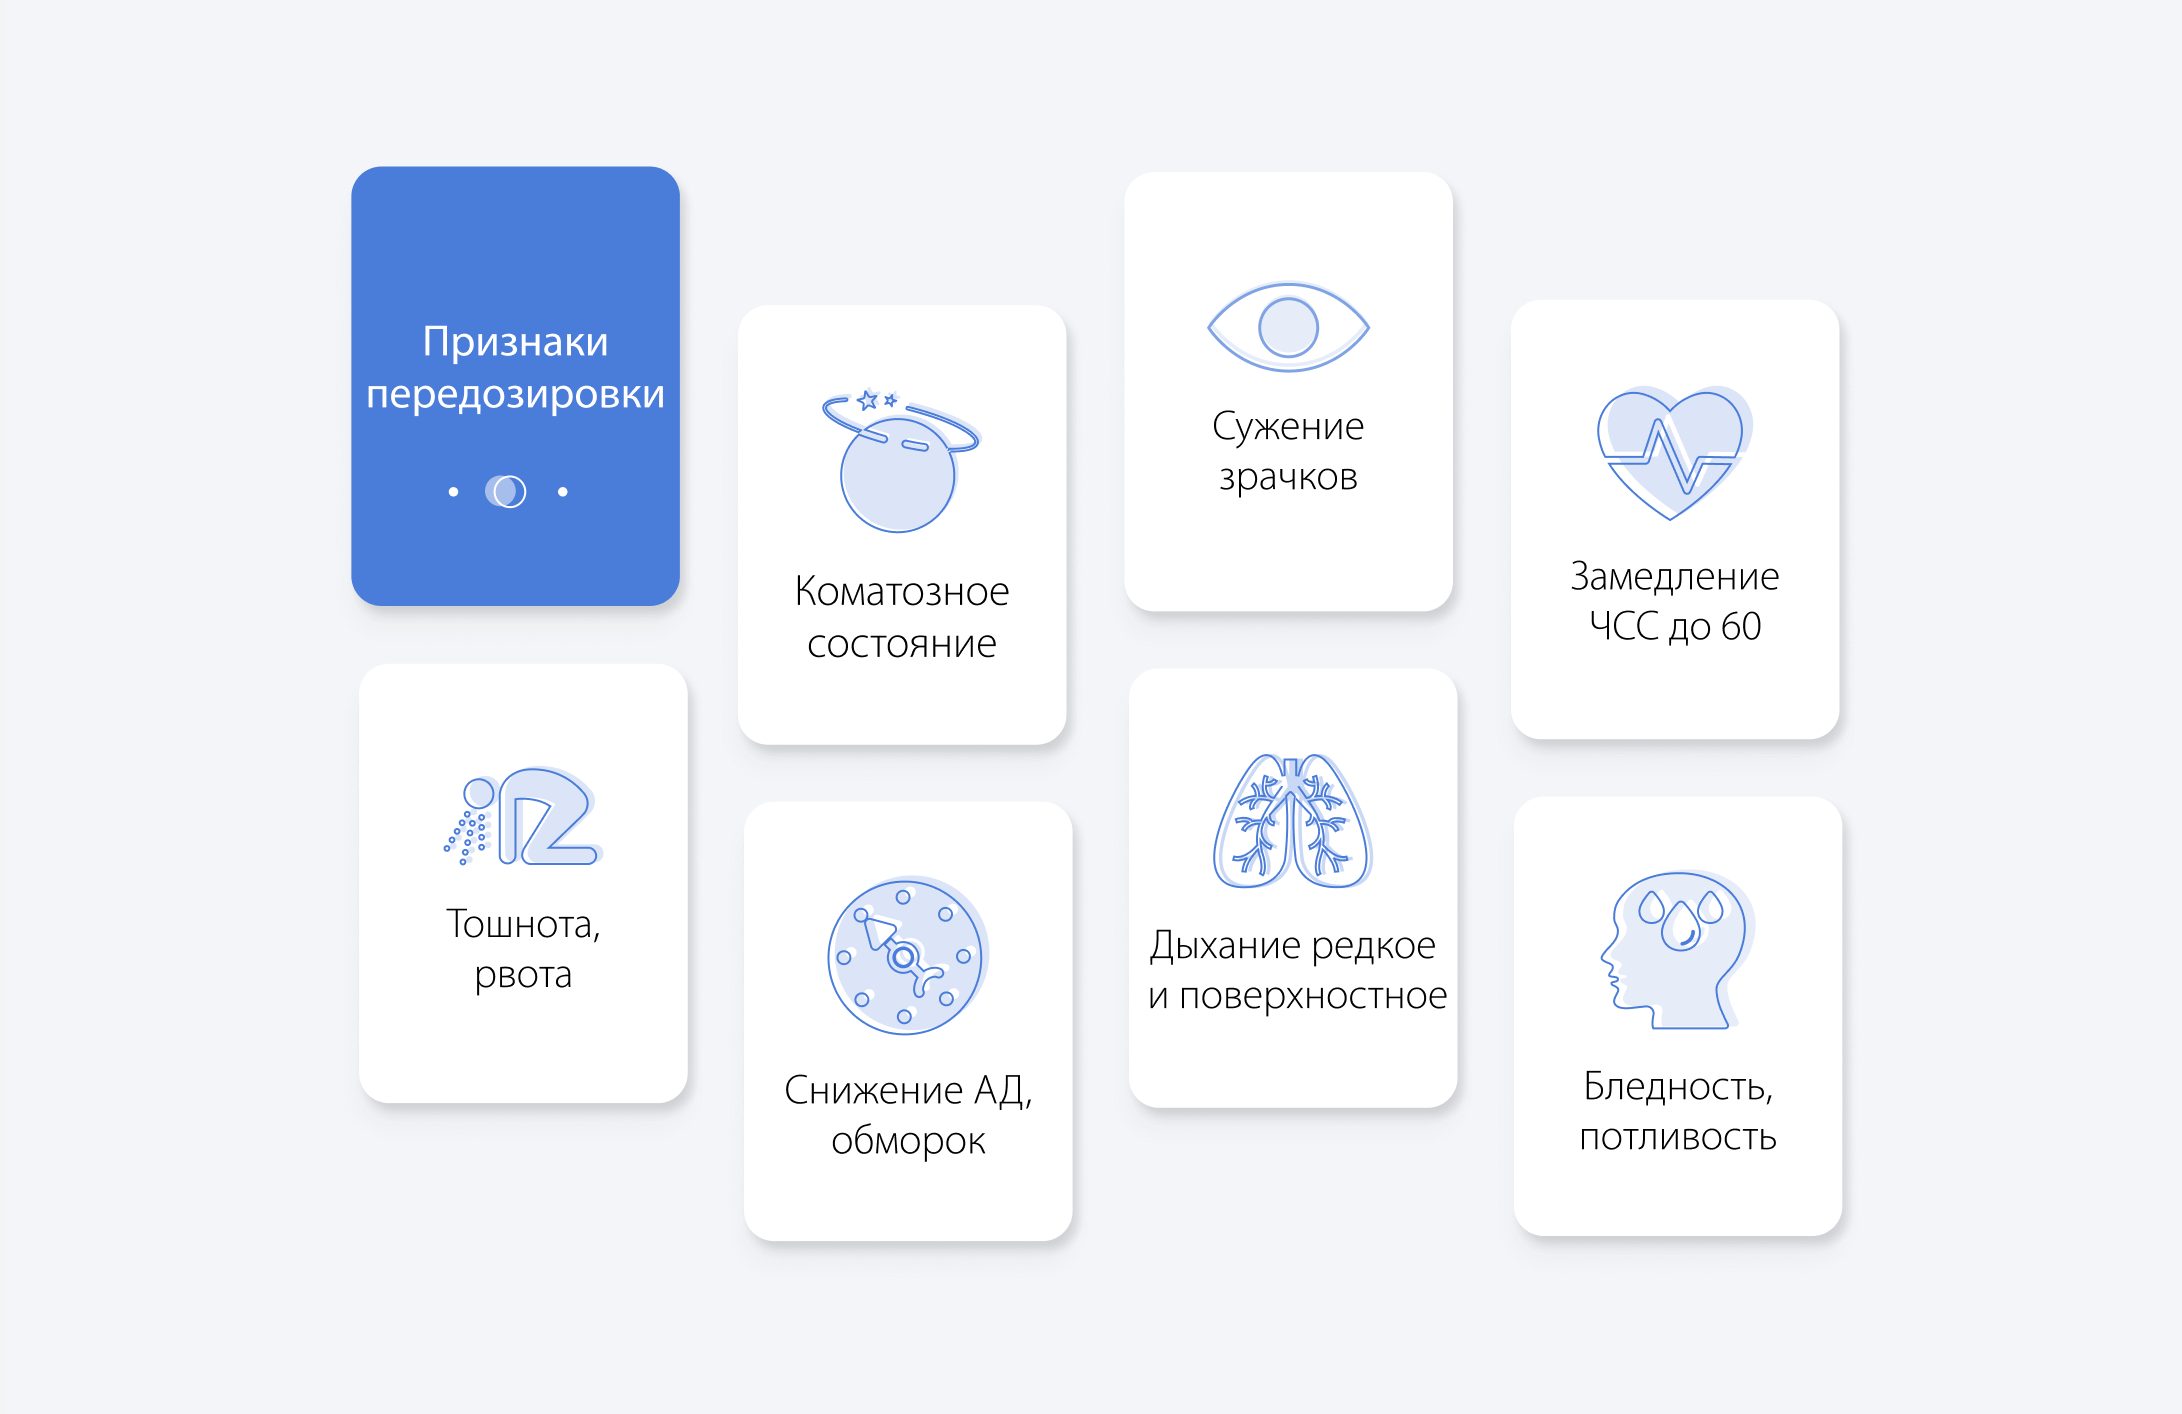 Признаки
передозировки
Коматозное
состояние
Сужение
зрачков
Замедление
ЧСС до 60
Тошнота,
рвота
Снижение АД,
обморок
Дыхание редкое
и поверхностное
Бледность,
потливость